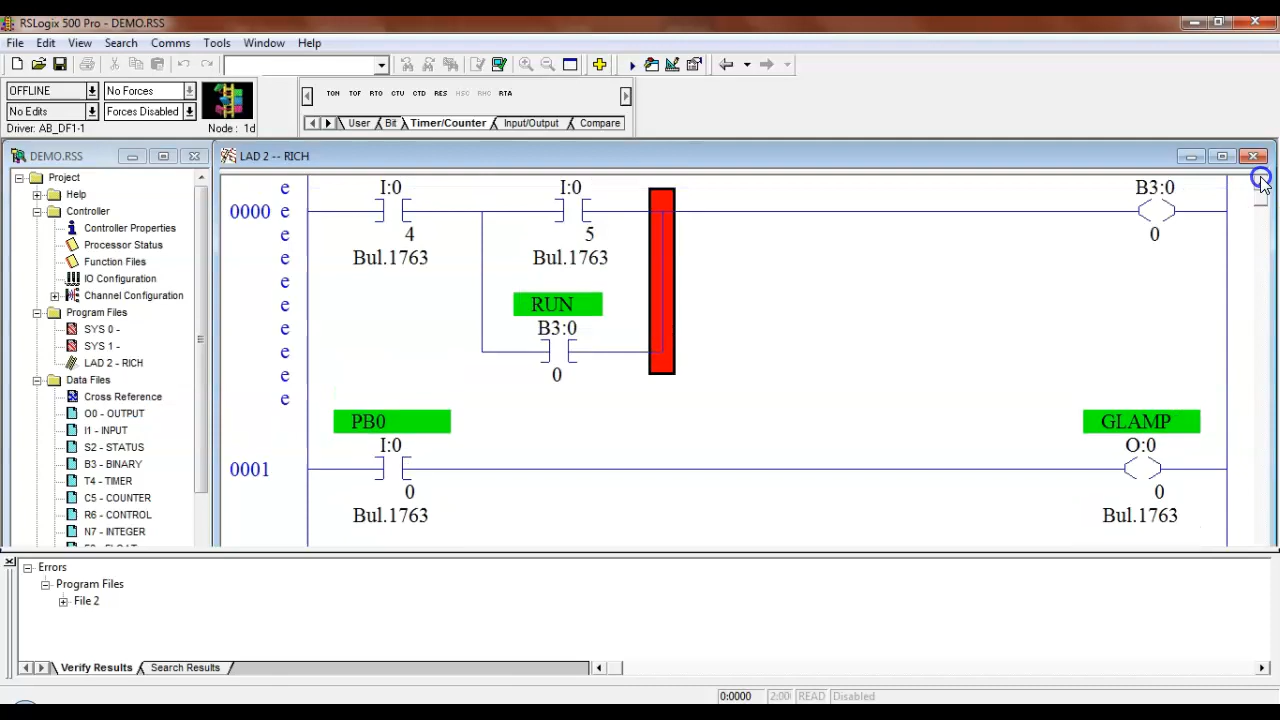 RSLogix 500 Pro - DEMO.RSS
File Edit View Search Comms Tools Window Help
OFFLINE No Forces
No Edits Forces Disabled
Driver: AB_DF1-1 Node : 1d
TON TOF RTO CTU CTD RES HSC RHC RTA
User Bit Timer/Counter Input/Output Compare
DEMO.RSS
Project
Help
Controller
Controller Properties
Processor Status
Function Files
IO Configuration
Channel Configuration
Program Files
SYS 0 -
SYS 1 -
LAD 2 - RICH
Data Files
Cross Reference
O0 - OUTPUT
I1 - INPUT
S2 - STATUS
B3 - BINARY
T4 - TIMER
C5 - COUNTER
R6 - CONTROL
N7 - INTEGER
LAD 2 -- RICH
e I:0 I:0 B3:0
0000 e
e 4 5 0
e Bul.1763 Bul.1763
e
e RUN
e B3:0
e
e 0
e
PB0 GLAMP
I:0 O:0
0001
0 0
Bul.1763 Bul.1763
Errors
Program Files
File 2
Verify Results Search Results
0:0000 2:00 READ Disabled